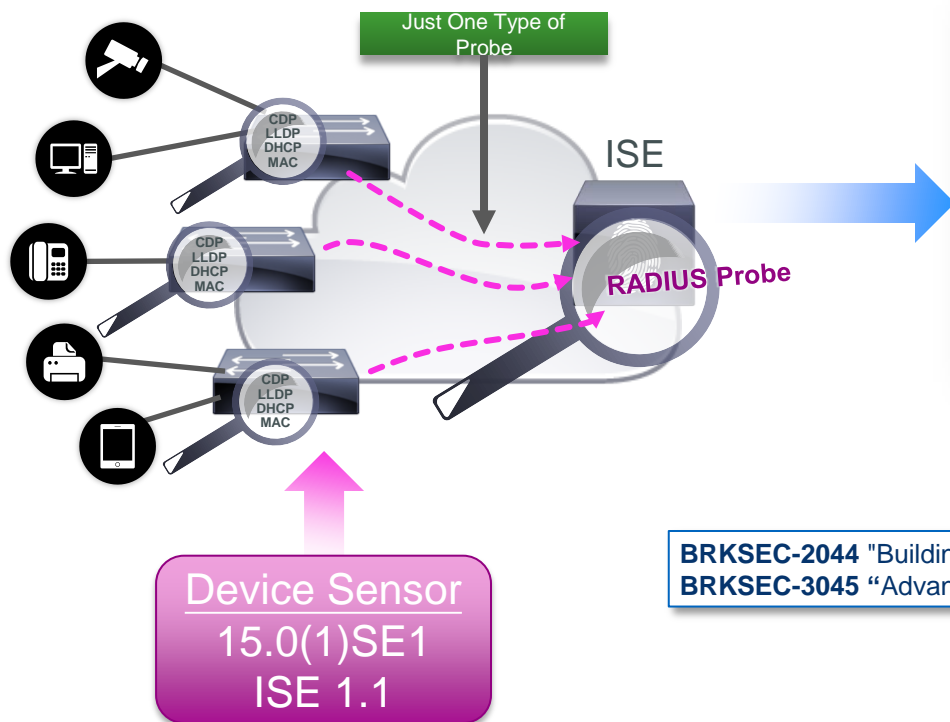 Just One Type of
Probe
CDP
LLDP
DHCP
MAC
ISE
CDP
LLDP
DHCP
MAC
RADIUS Probe
CDP
LLDP
DHCP
MAC
Device Sensor
15.0(1)SE1
ISE 1.1
BRKSEC-2044 "Buildin
BRKSEC-3045 “Advan